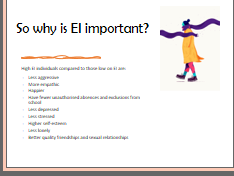 So why is EI important?
High EI individuals compared to those low on EI are:
Less aggressive
More empathic
Happier
Have fewer unauthorised absences and exclusions from
school
Less depressed
Less stressed
Higher self-esteem
Less lonely
Better quality friendships and sexual relationships